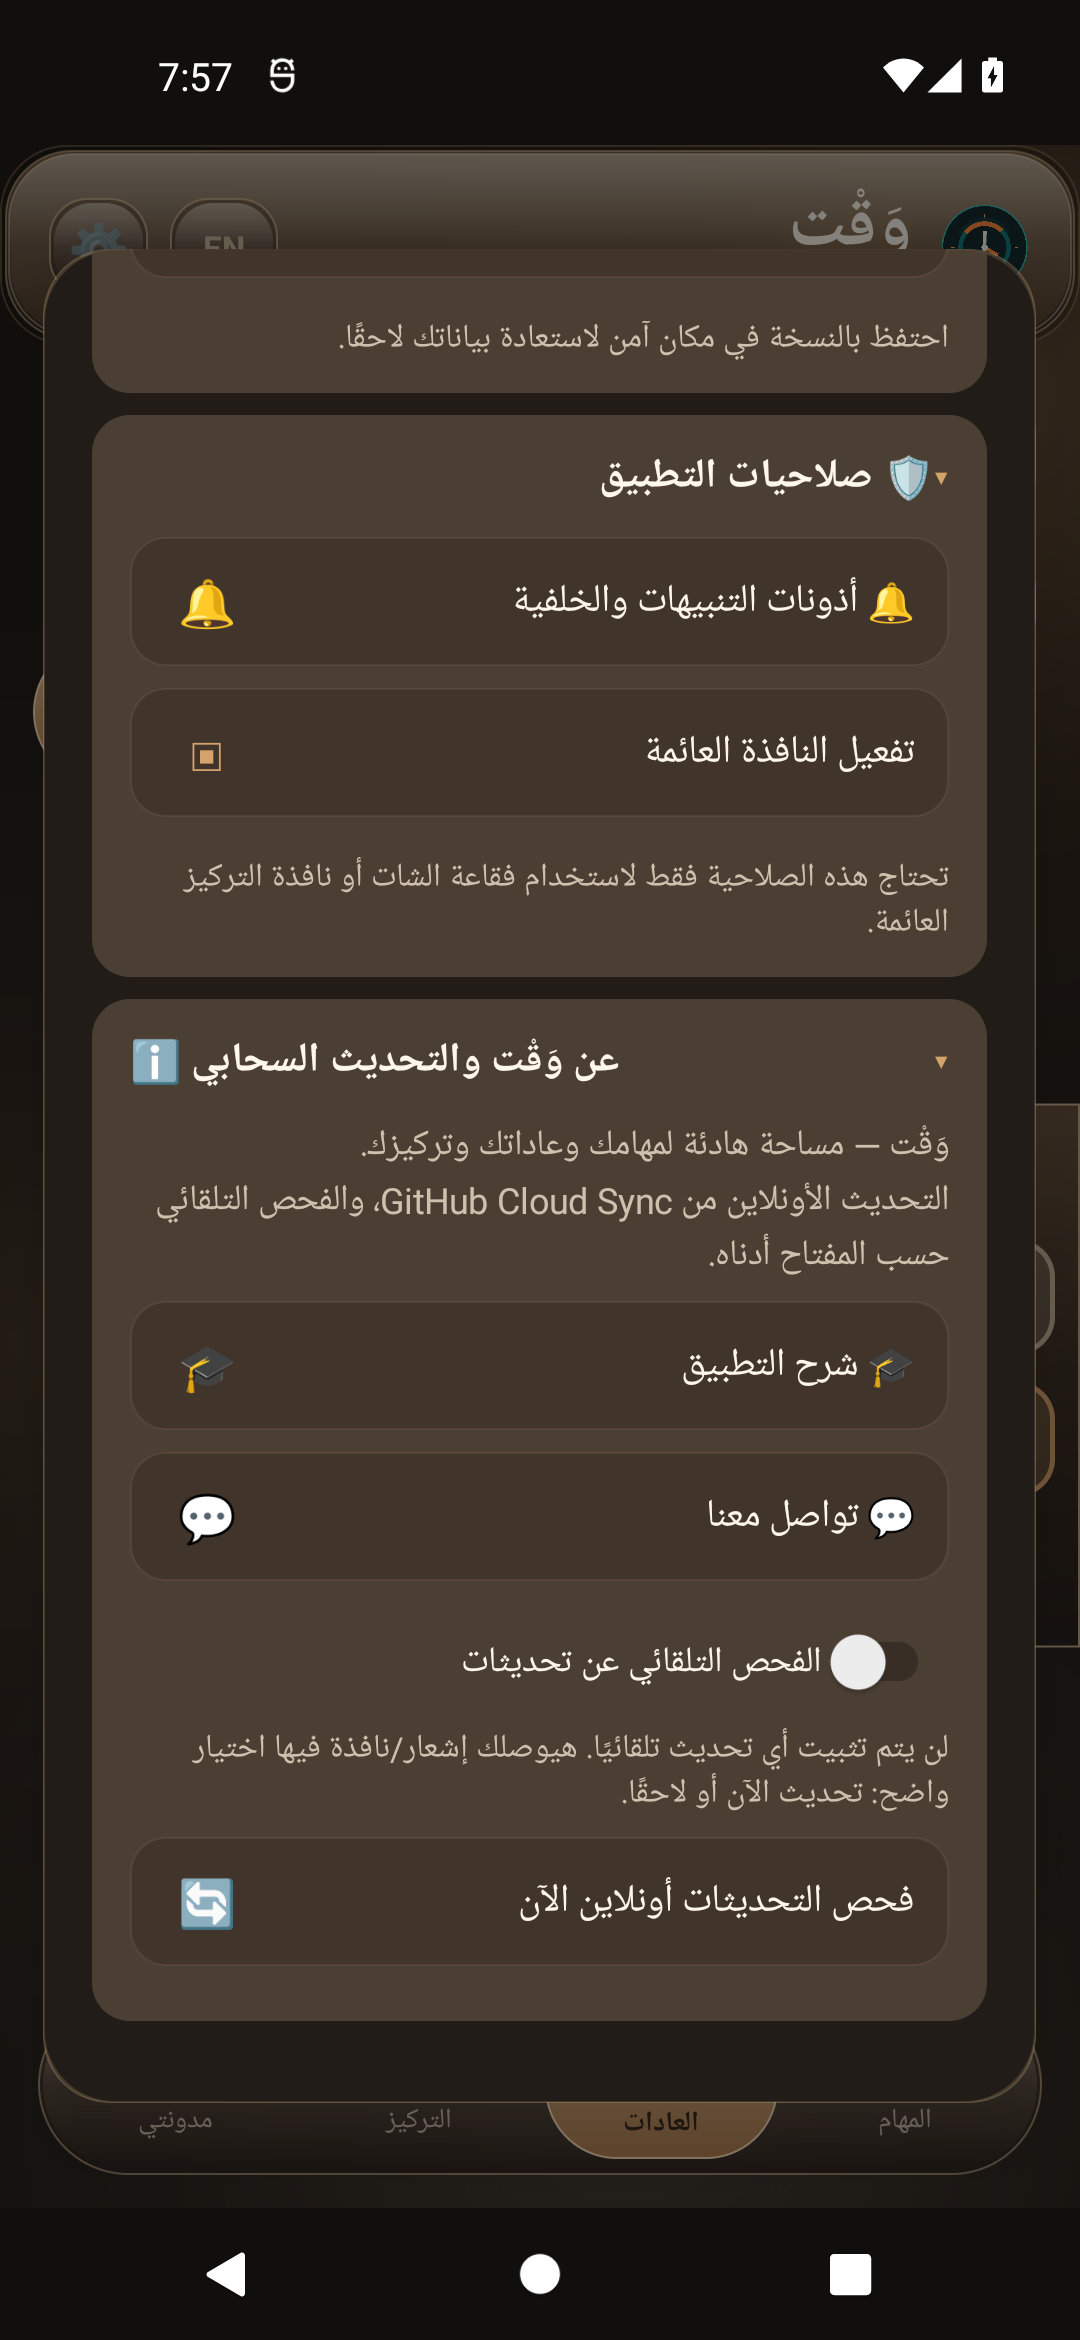 7:57
وَقْت
EN
احتفظ بالنسخة في مكان آمن لاستعادة بياناتك لاحقًا.
▾🛡️ صلاحيات التطبيق
🔔 أذونات التنبيهات والخلفية 🔔
تفعيل النافذة العائمة ▣
تحتاج هذه الصلاحية فقط لاستخدام فقاعة الشات أو نافذة التركيز
العائمة.
▾ عن وَقْت والتحديث السحابي ℹ️
وَقْت — مساحة هادئة لمهامك وعاداتك وتركيزك.
التحديث الأونلاين من GitHub Cloud Sync، والفحص التلقائي
حسب المفتاح أدناه.
🎓 شرح التطبيق 🎓
💬 تواصل معنا 💬
الفحص التلقائي عن تحديثات
لن يتم تثبيت أي تحديث تلقائيًا. هيوصلك إشعار/نافذة فيها اختيار
واضح: تحديث الآن أو لاحقًا.
فحص التحديثات أونلاين الآن 🔄
المهام
العادات
التركيز
مدونتي